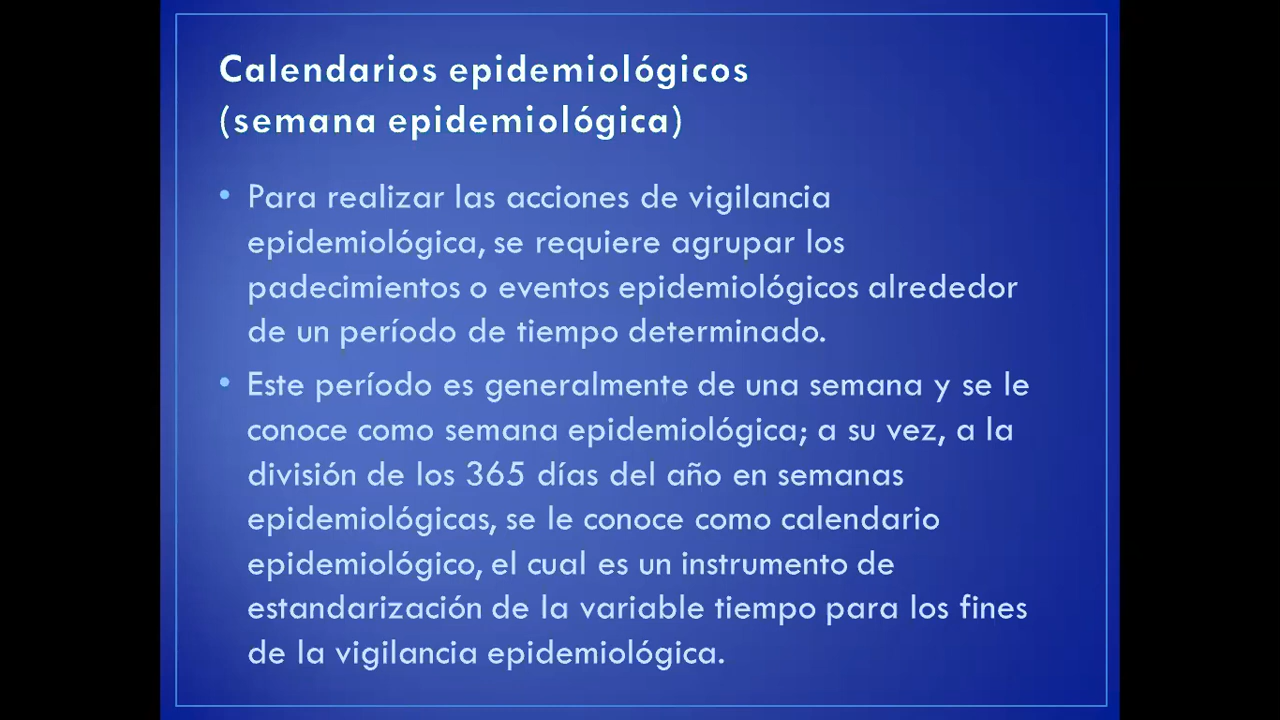 Calendarios epidemiológicos
(semana epidemiológica)
• Para realizar las acciones de vigilancia
epidemiológica, se requiere agrupar los
padecimientos o eventos epidemiológicos alrededor
de un período de tiempo determinado.
• Este período es generalmente de una semana y se le
conoce como semana epidemiológica; a su vez, a la
división de los 365 días del año en semanas
epidemiológicas, se le conoce como calendario
epidemiológico, el cual es un instrumento de
estandarización de la variable tiempo para los fines
de la vigilancia epidemiológica.